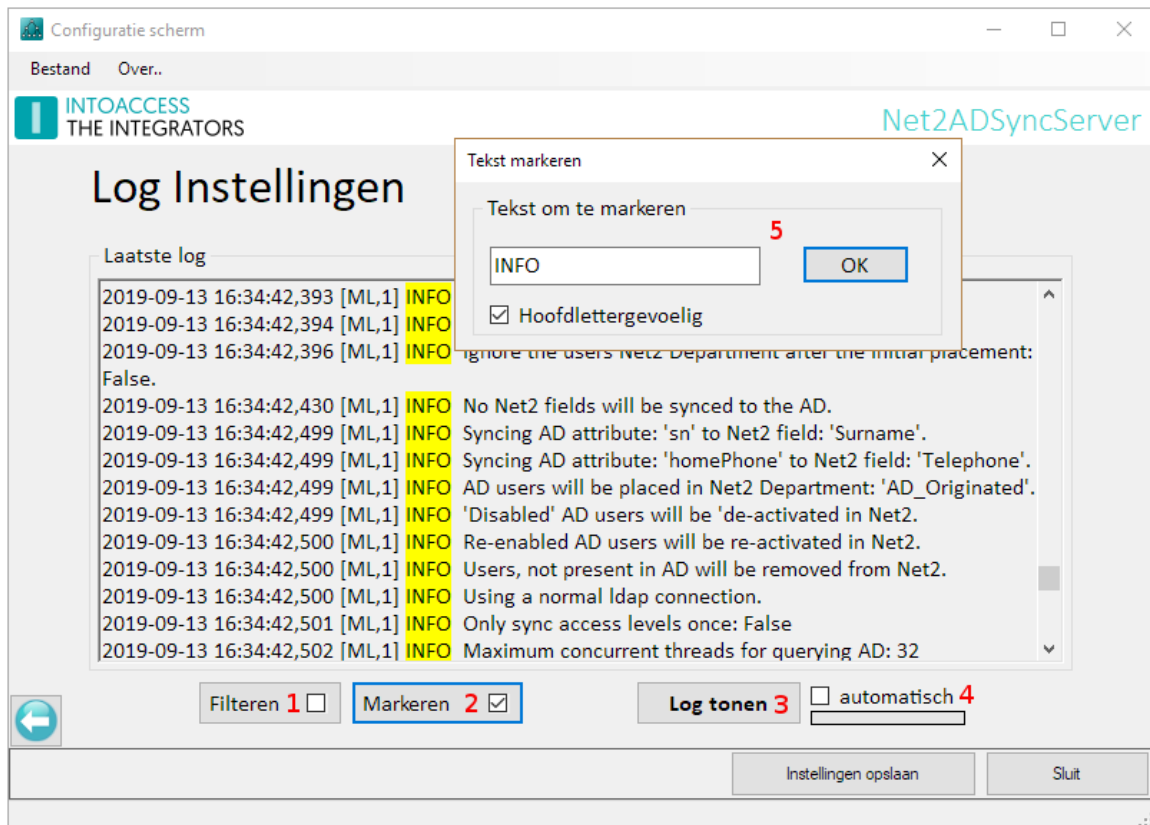 Configuratie scherm
Bestand Over..
INTOACCESS
THE INTEGRATORS
Net2ADSyncServer
Log Instellingen
Tekst markeren
Tekst om te markeren
5
INFO
OK
Hoofdlettergevoelig
Laatste log
2019-09-13 16:34:42,393 [ML,1] INFO
2019-09-13 16:34:42,394 [ML,1] INFO
2019-09-13 16:34:42,396 [ML,1] INFO Ignore the users Net2 Department after the initial placement:
False.
2019-09-13 16:34:42,430 [ML,1] INFO No Net2 fields will be synced to the AD.
2019-09-13 16:34:42,499 [ML,1] INFO Syncing AD attribute: 'sn' to Net2 field: 'Surname'.
2019-09-13 16:34:42,499 [ML,1] INFO Syncing AD attribute: 'homePhone' to Net2 field: 'Telephone'.
2019-09-13 16:34:42,499 [ML,1] INFO AD users will be placed in Net2 Department: 'AD_Originated'.
2019-09-13 16:34:42,499 [ML,1] INFO 'Disabled' AD users will be 'de-activated in Net2.
2019-09-13 16:34:42,500 [ML,1] INFO Re-enabled AD users will be re-activated in Net2.
2019-09-13 16:34:42,500 [ML,1] INFO Users, not present in AD will be removed from Net2.
2019-09-13 16:34:42,500 [ML,1] INFO Using a normal ldap connection.
2019-09-13 16:34:42,501 [ML,1] INFO Only sync access levels once: False
2019-09-13 16:34:42,502 [ML,1] INFO Maximum concurrent threads for querying AD: 32
Filteren 1 Markeren 2 Log tonen 3 automatisch 4
Instellingen opslaan Sluit